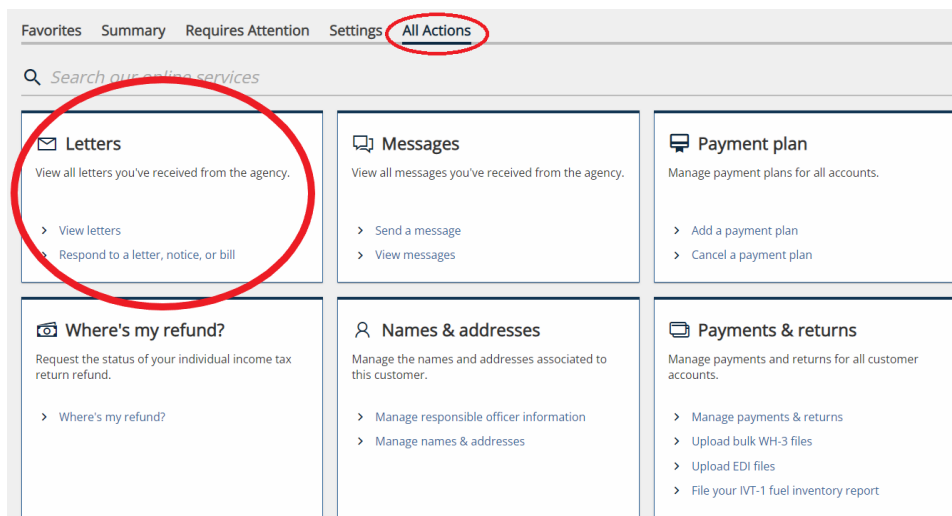 Favorites Summary Requires Attention Settings All Actions
Search our online services
Letters
View all letters you've received from the agency.
View letters
Respond to a letter, notice, or bill
Messages
View all messages you've received from the agency.
Send a message
View messages
Payment plan
Manage payment plans for all accounts.
Add a payment plan
Cancel a payment plan
Where's my refund?
Request the status of your individual income tax
return refund.
Where's my refund?
Names & addresses
Manage the names and addresses associated to
this customer.
Manage responsible officer information
Manage names & addresses
Payments & returns
Manage payments and returns for all customer
accounts.
Manage payments & returns
Upload bulk WH-3 files
Upload EDI files
File your IVT-1 fuel inventory report